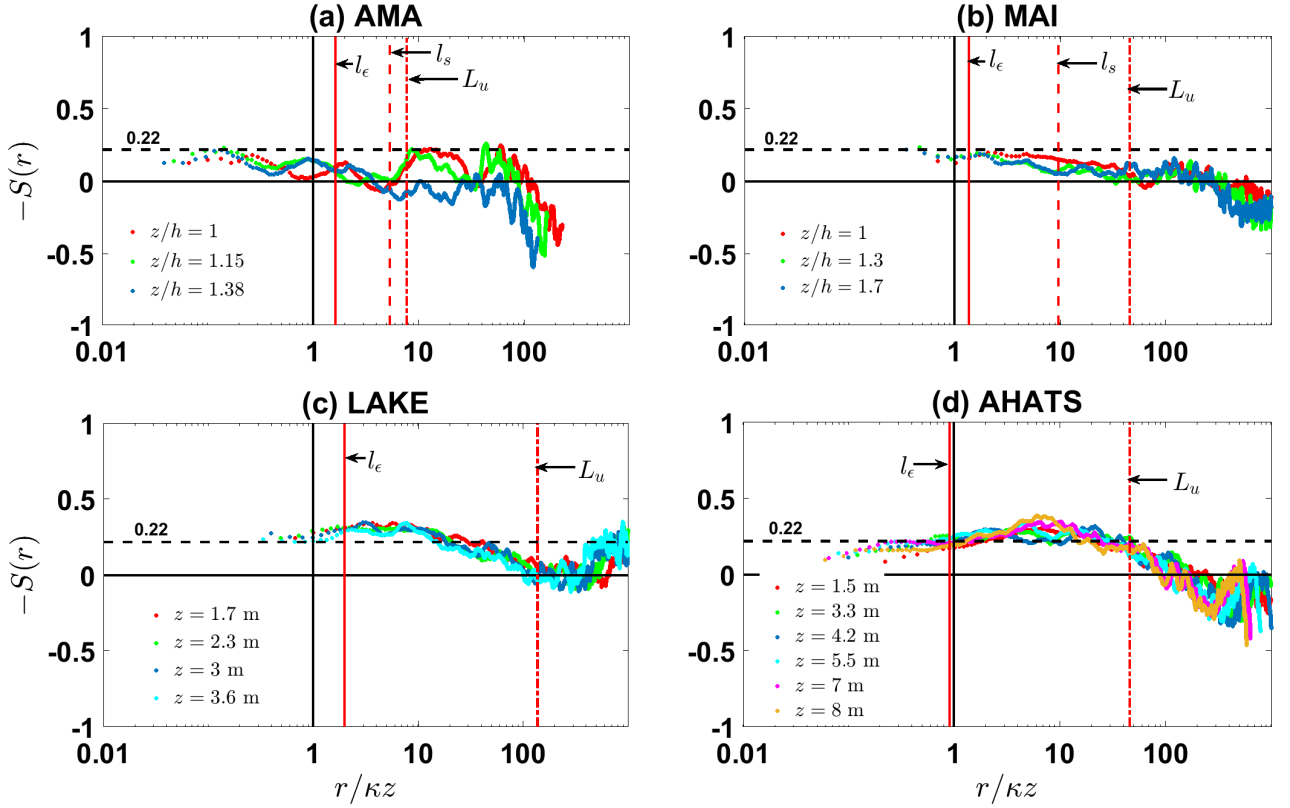 (a) AMA
(b) MAI
1
0.5
0
-0.5
-1
−S(r)
0.22
l_ϵ
l_s
L_u
z/h = 1
z/h = 1.15
z/h = 1.38
0.01
1
10
100
1
0.5
0
-0.5
-1
0.22
l_ϵ
l_s
L_u
z/h = 1
z/h = 1.3
z/h = 1.7
0.01
1
10
100
(c) LAKE
(d) AHATS
1
0.5
0
-0.5
-1
−S(r)
0.22
l_ϵ
L_u
z = 1.7 m
z = 2.3 m
z = 3 m
z = 3.6 m
0.01
1
10
100
r/κz
1
0.5
0
-0.5
-1
0.22
l_ϵ
L_u
z = 1.5 m
z = 3.3 m
z = 4.2 m
z = 5.5 m
z = 7 m
z = 8 m
0.01
1
10
100
r/κz